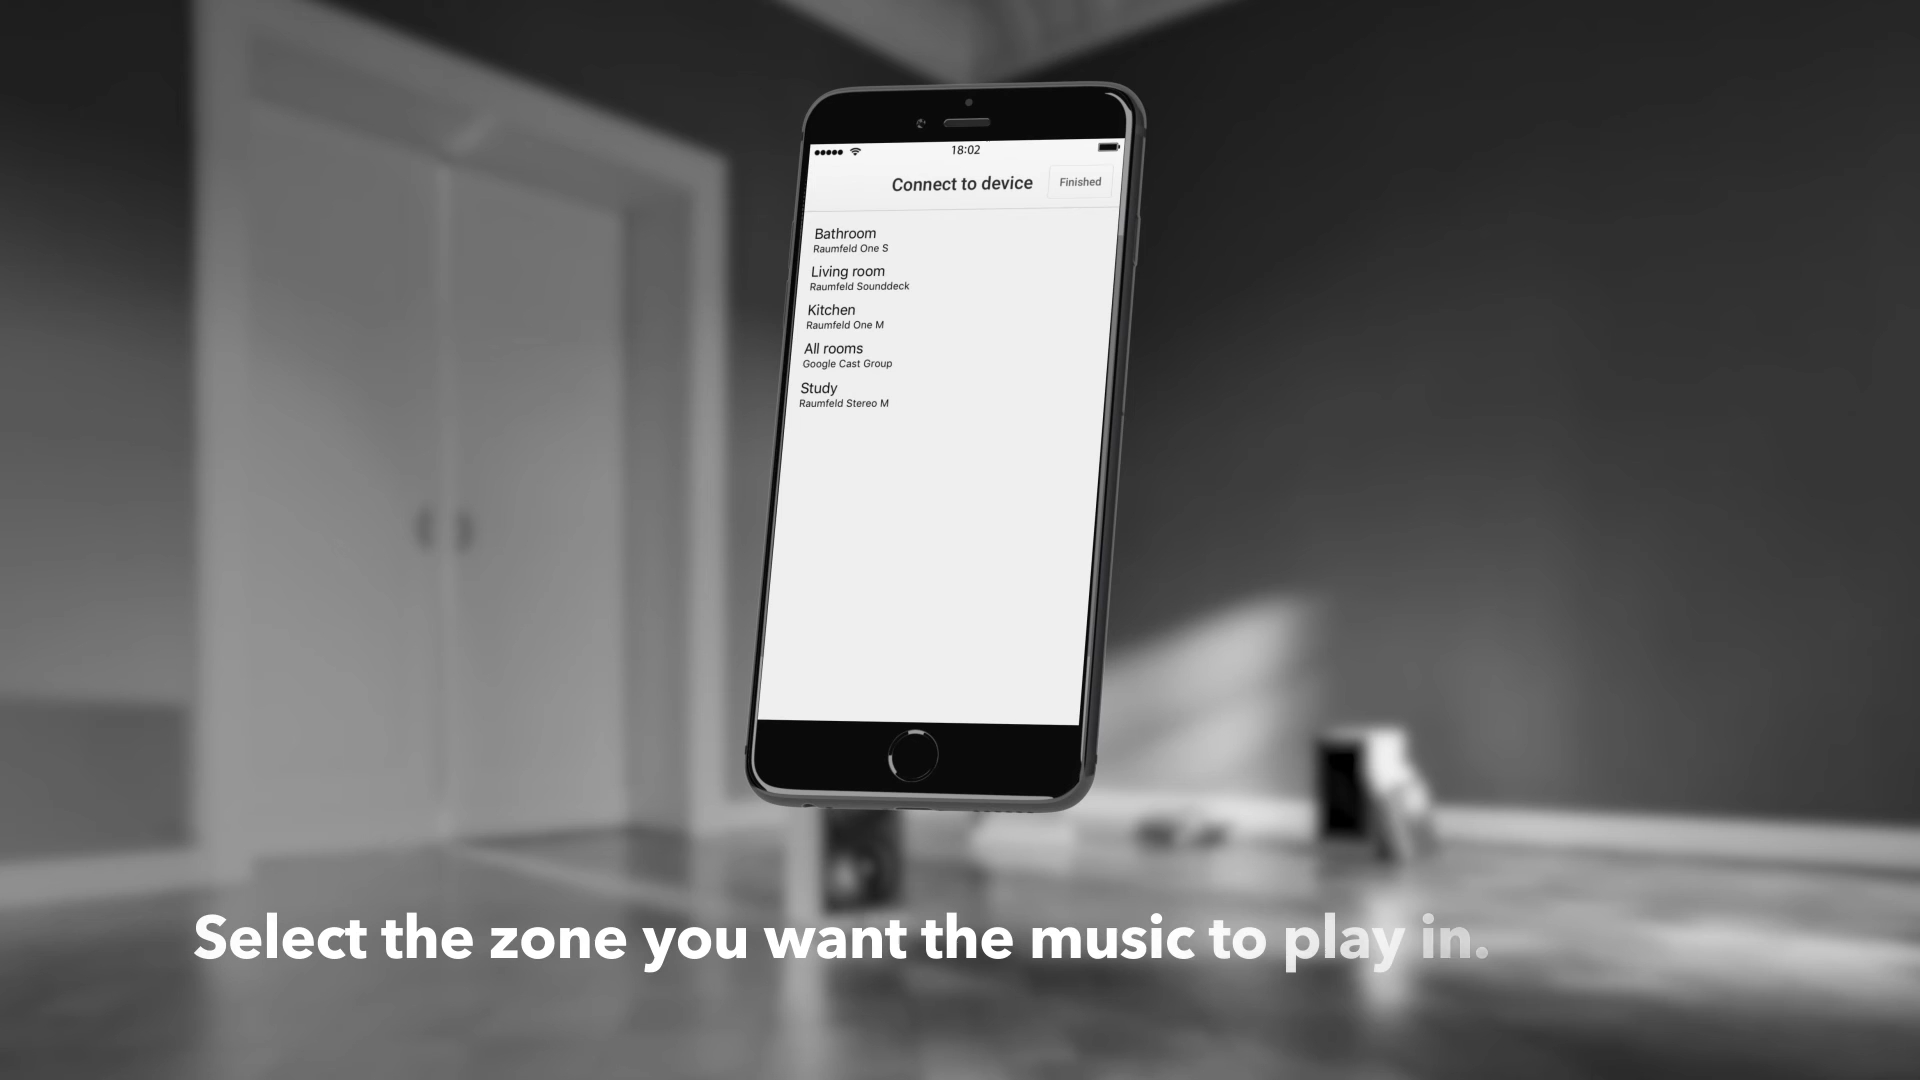 18:02
Connect to device
Finished
Bathroom
Raumfeld One S
Living room
Raumfeld Sounddeck
Kitchen
Raumfeld One M
All rooms
Google Cast Group
Study
Raumfeld Stereo M
Select the zone you want the music to play in.